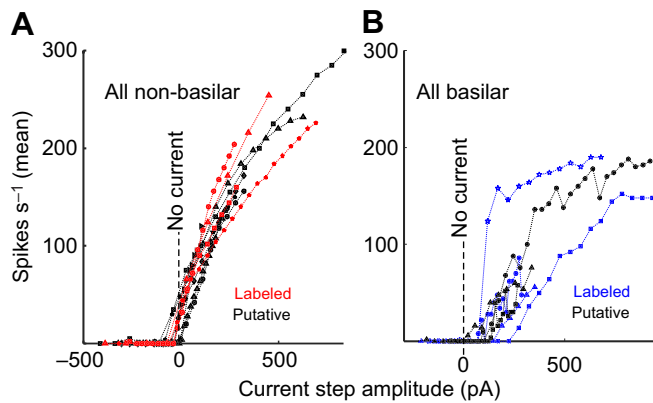 A
B
300
200
100
–500
0
500
Spikes s⁻¹ (mean)
All non-basilar
No current
Labeled
Putative
300
200
100
0
500
All basilar
No current
Labeled
Putative
Current step amplitude (pA)